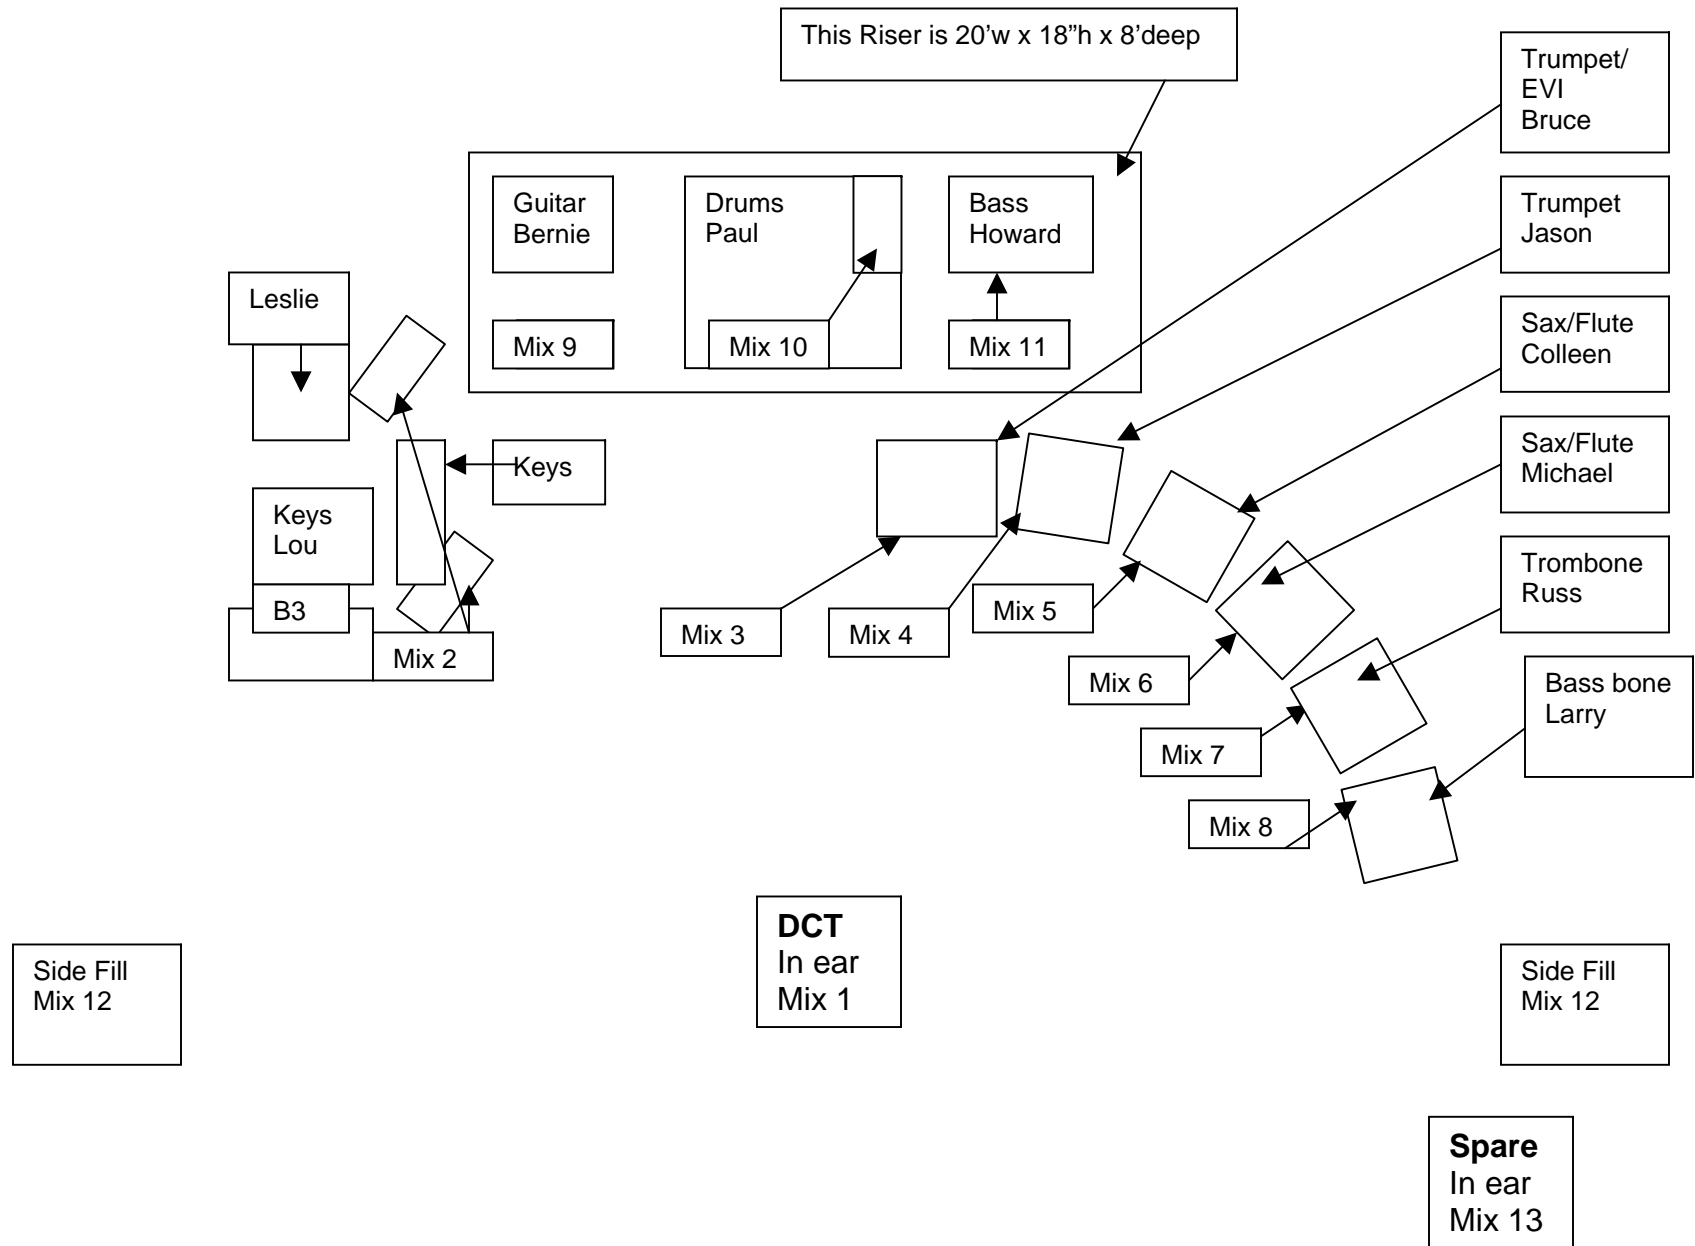 This Riser is 20’w x 18”h x 8’deep
Trumpet/
EVI
Bruce
Guitar
Bernie
Drums
Paul
Bass
Howard
Trumpet
Jason
Leslie
Mix 9
Mix 10
Mix 11
Sax/Flute
Colleen
Keys
Sax/Flute
Michael
Keys
Lou
B3
Mix 2
Mix 3
Mix 4
Mix 5
Trombone
Russ
Mix 6
Bass bone
Larry
Mix 7
Mix 8
DCT
In ear
Mix 1
Side Fill
Mix 12
Side Fill
Mix 12
Spare
In ear
Mix 13